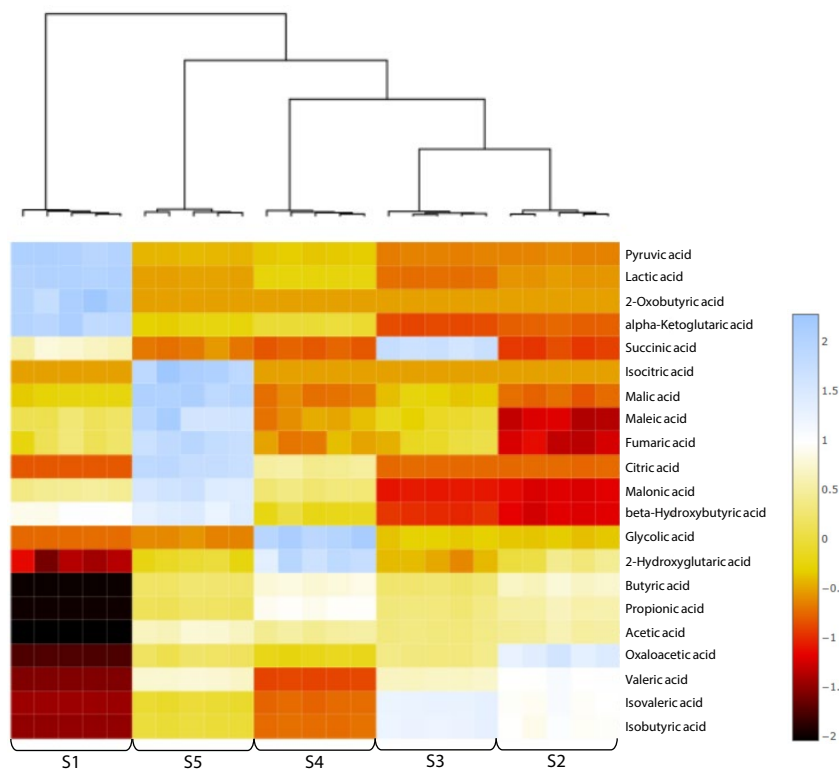 Pyruvic acid
Lactic acid
2-Oxobutyric acid
alpha-Ketoglutaric acid
Succinic acid
Isocitric acid
Malic acid
Maleic acid
Fumaric acid
Citric acid
Malonic acid
beta-Hydroxybutyric acid
Glycolic acid
2-Hydroxyglutaric acid
Butyric acid
Propionic acid
Acetic acid
Oxaloacetic acid
Valeric acid
Isovaleric acid
Isobutyric acid
2
1.5
1
0.5
0
−0.
−1
−1.
−2
S1 S5 S4 S3 S2